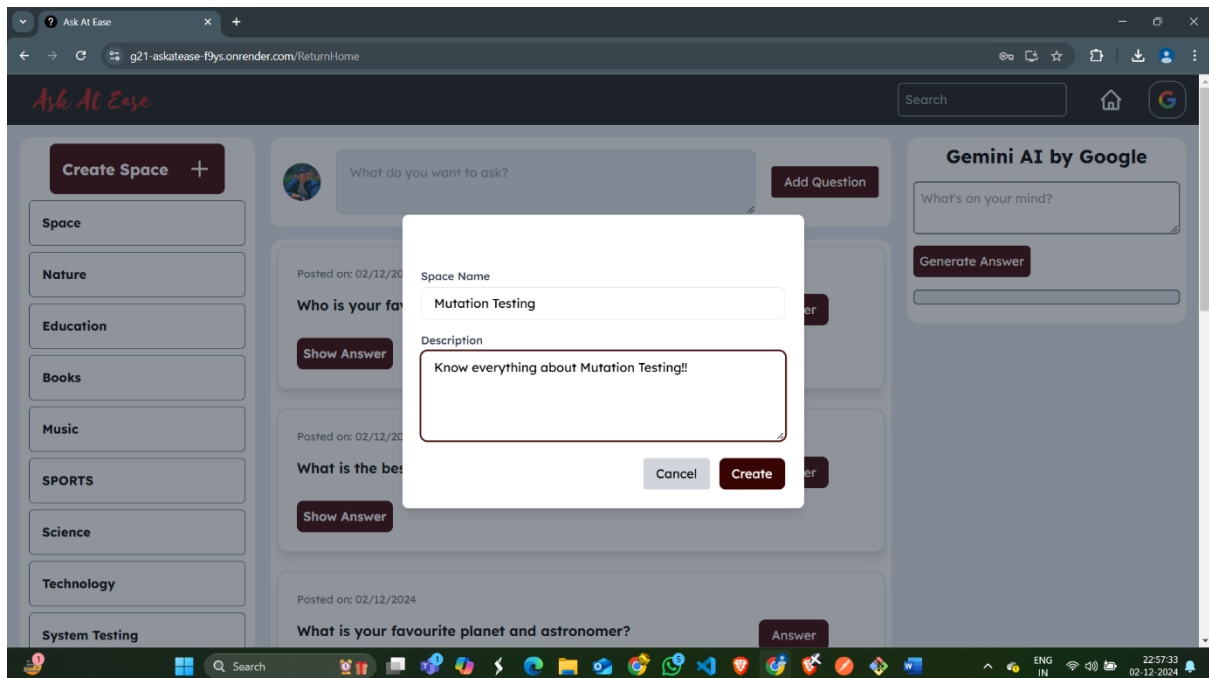 Ask At Ease
g21-askatease-f9ys.onrender.com/ReturnHome
Ask At Ease
Search
Create Space +
Space
Nature
Education
Books
Music
SPORTS
Science
Technology
System Testing
What do you want to ask?
Add Question
Posted on: 02/12/20
Who is your fav
er
Show Answer
Posted on: 02/12/20
What is the bes
er
Show Answer
Posted on: 02/12/2024
What is your favourite planet and astronomer?
Answer
Space Name
Mutation Testing
Description
Know everything about Mutation Testing!!
Cancel
Create
Gemini AI by Google
What's on your mind?
Generate Answer
Search
ENG
IN
22:57:33
02-12-2024